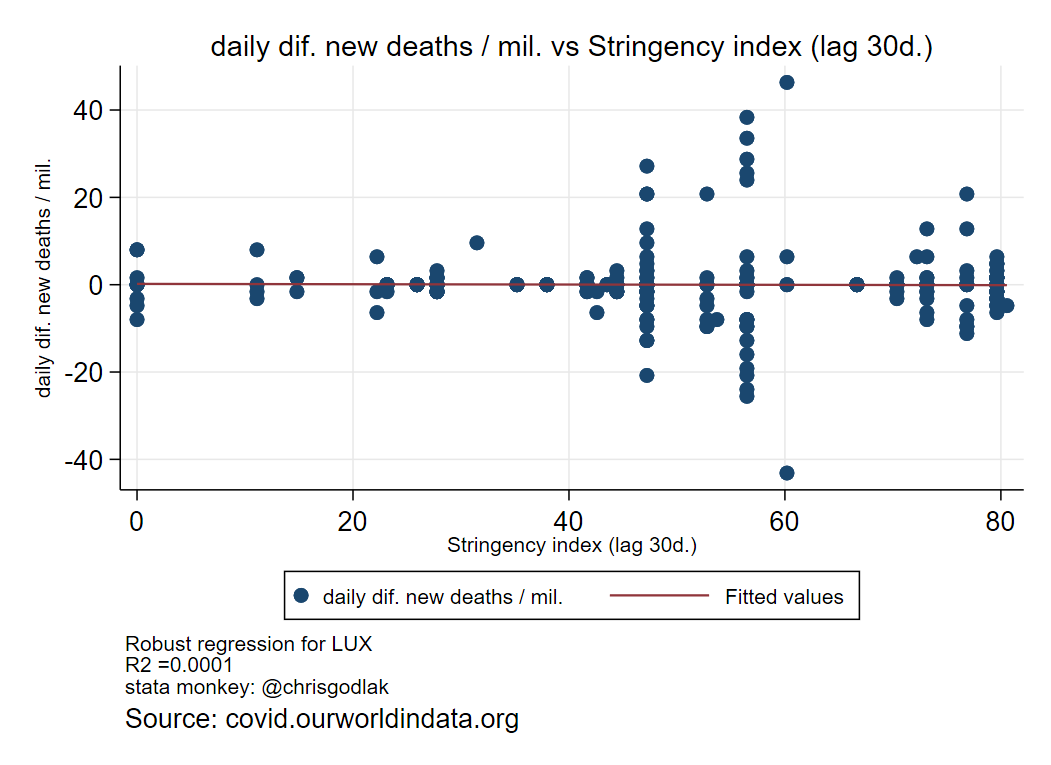 daily dif. new deaths / mil. vs Stringency index (lag 30d.)
daily dif. new deaths / mil.
40
20
0
-20
-40
0 20 40 60 80
Stringency index (lag 30d.)
daily dif. new deaths / mil. Fitted values
Robust regression for LUX
R2 =0.0001
stata monkey: @chrisgodlak
Source: covid.ourworldindata.org